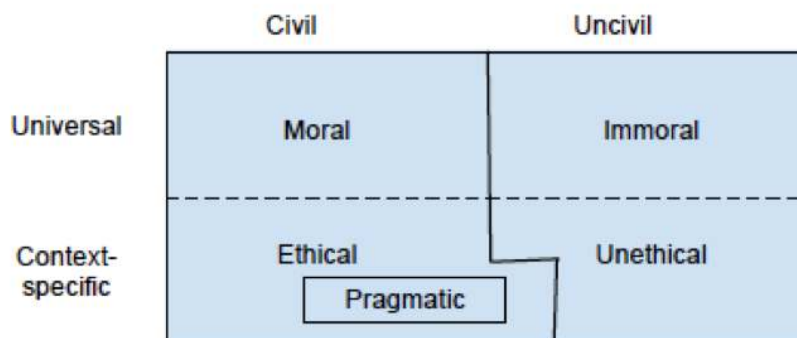 Civil Uncivil
Universal Moral Immoral
Context-
specific
Ethical Unethical
Pragmatic